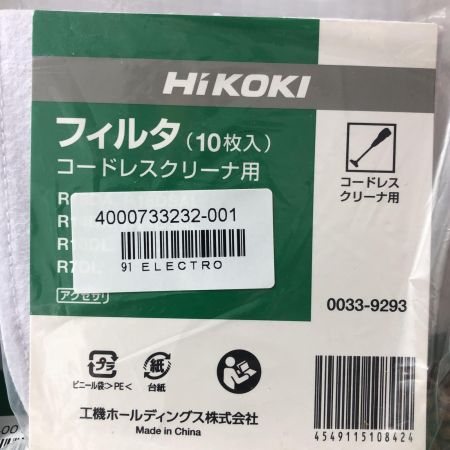 HiKOKI
フィルタ(10枚入)
コードレスクリーナ用
コードレス
クリーナ用
4000733232-001
91 ELECTRO
R7DL
アクセサリ
0033-9293
PE
紙
ビニール袋>PE<
台紙
工機ホールディングス株式会社
Made in China
4549115108424
-00